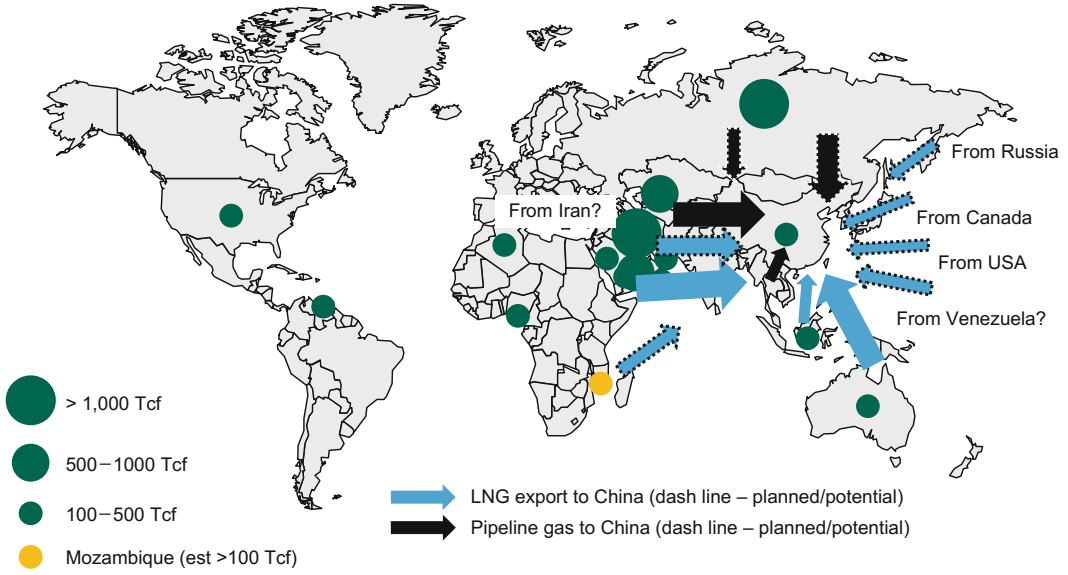 From Russia
From Iran?
From Canada
From USA
From Venezuela?
> 1,000 Tcf
500–1000 Tcf
100–500 Tcf
Mozambique (est >100 Tcf)
LNG export to China (dash line – planned/potential)
Pipeline gas to China (dash line – planned/potential)